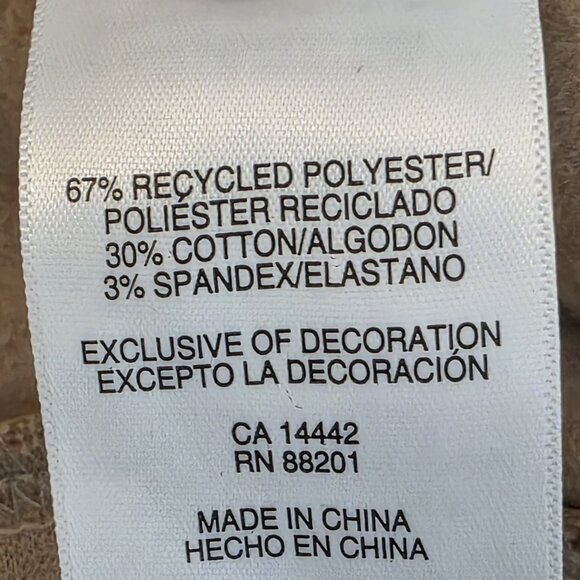 67% RECYCLED POLYESTER/
POLIÉSTER RECICLADO
30% COTTON/ALGODON
3% SPANDEX/ELASTANO
EXCLUSIVE OF DECORATION
EXCEPTO LA DECORACIÓN
CA 14442
RN 88201
MADE IN CHINA
HECHO EN CHINA